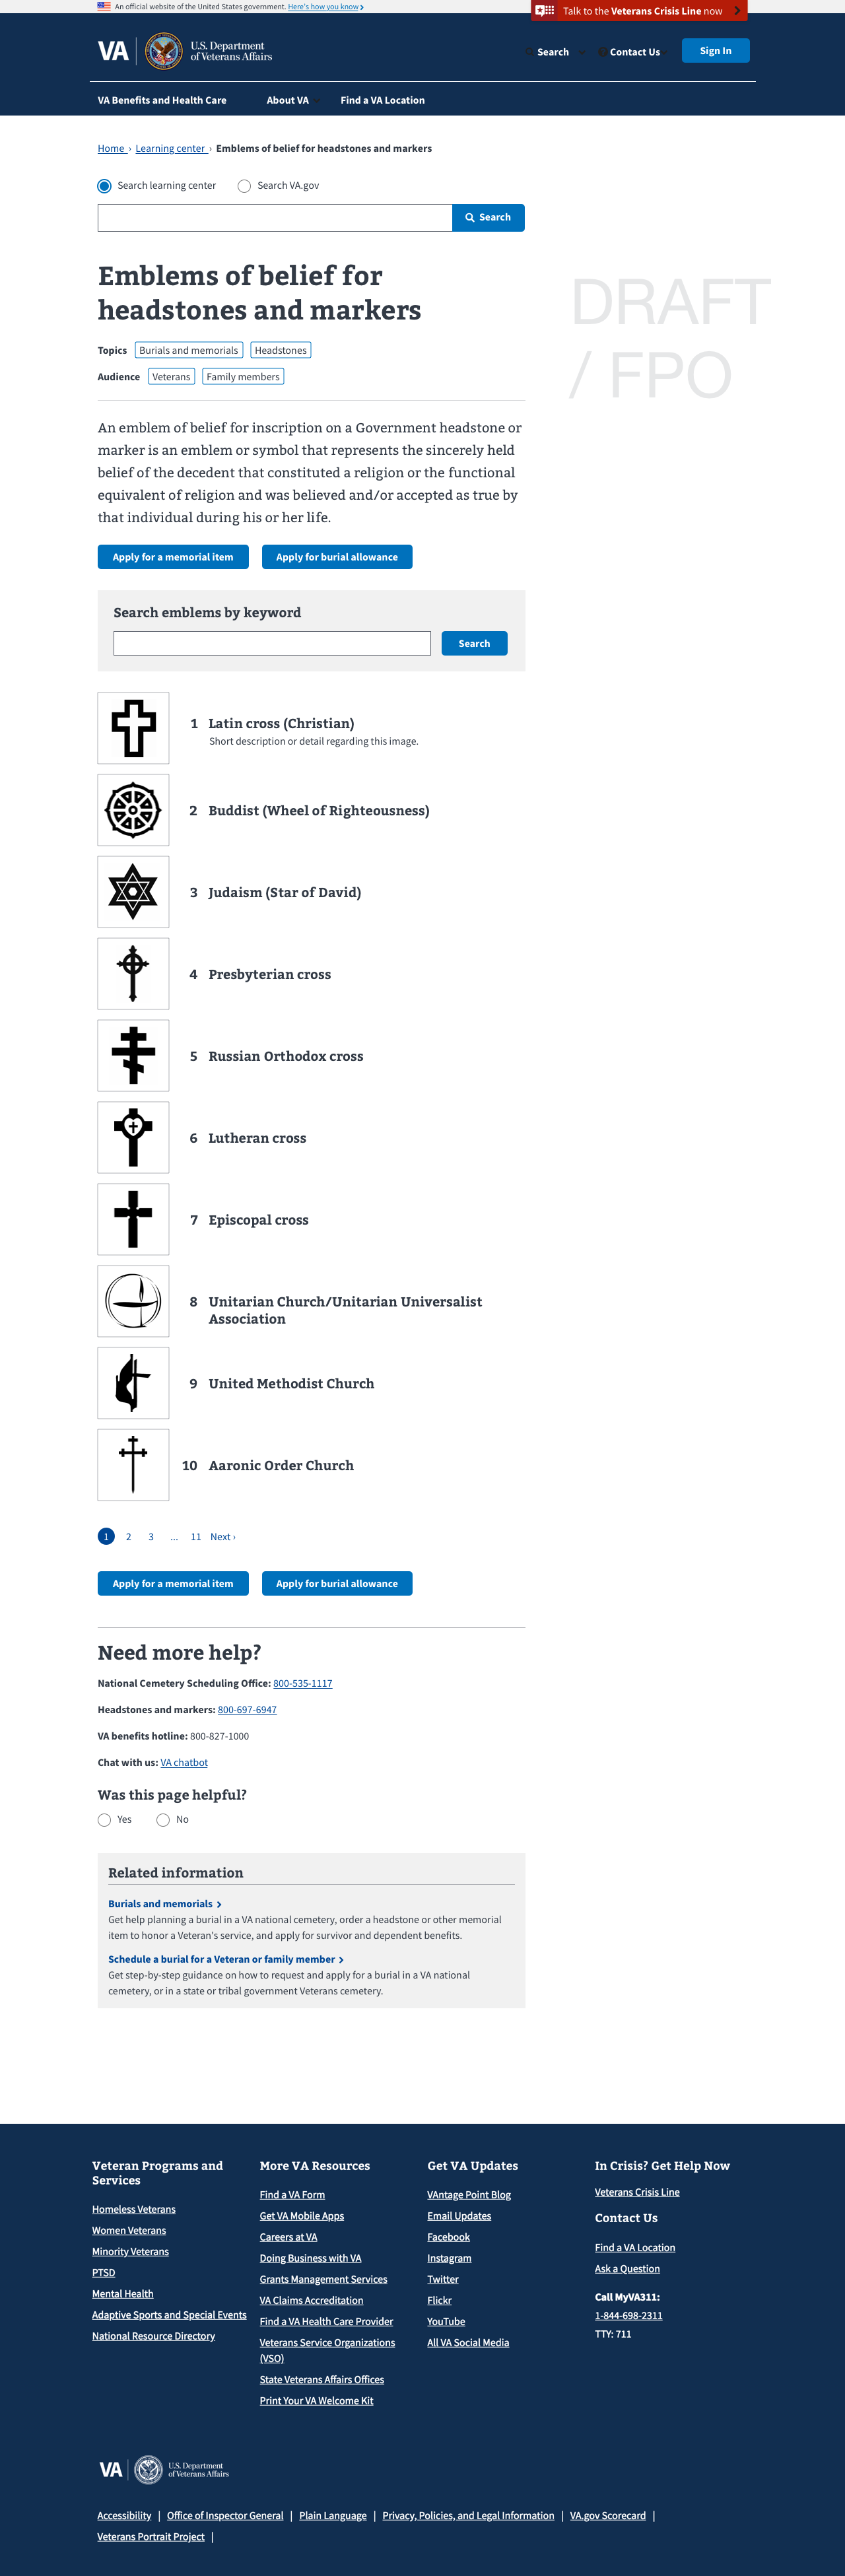 An official website of the United States government. Here's how you know
Talk to the Veterans Crisis Line now
VA
U.S. Department
of Veterans Affairs
Search
Contact Us
Sign In
VA Benefits and Health Care
About VA
Find a VA Location
Home › Learning center › Emblems of belief for headstones and markers
Search learning center
Search VA.gov
Search
Emblems of belief for
headstones and markers
DRAFT
/ FPO
Topics Burials and memorials Headstones
Audience Veterans Family members
An emblem of belief for inscription on a Government headstone or
marker is an emblem or symbol that represents the sincerely held
belief of the decedent that constituted a religion or the functional
equivalent of religion and was believed and/or accepted as true by
that individual during his or her life.
Apply for a memorial item
Apply for burial allowance
Search emblems by keyword
Search
1 Latin cross (Christian)
Short description or detail regarding this image.
2 Buddist (Wheel of Righteousness)
3 Judaism (Star of David)
4 Presbyterian cross
5 Russian Orthodox cross
6 Lutheran cross
7 Episcopal cross
8 Unitarian Church/Unitarian Universalist
Association
9 United Methodist Church
10 Aaronic Order Church
1 2 3 ... 11 Next ›
Apply for a memorial item
Apply for burial allowance
Need more help?
National Cemetery Scheduling Office: 800-535-1117
Headstones and markers: 800-697-6947
VA benefits hotline: 800-827-1000
Chat with us: VA chatbot
Was this page helpful?
Yes
No
Related information
Burials and memorials
Get help planning a burial in a VA national cemetery, order a headstone or other memorial
item to honor a Veteran's service, and apply for survivor and dependent benefits.
Schedule a burial for a Veteran or family member
Get step-by-step guidance on how to request and apply for a burial in a VA national
cemetery, or in a state or tribal government Veterans cemetery.
Veteran Programs and
Services
Homeless Veterans
Women Veterans
Minority Veterans
PTSD
Mental Health
Adaptive Sports and Special Events
National Resource Directory
More VA Resources
Find a VA Form
Get VA Mobile Apps
Careers at VA
Doing Business with VA
Grants Management Services
VA Claims Accreditation
Find a VA Health Care Provider
Veterans Service Organizations
(VSO)
State Veterans Affairs Offices
Print Your VA Welcome Kit
Get VA Updates
VAntage Point Blog
Email Updates
Facebook
Instagram
Twitter
Flickr
YouTube
All VA Social Media
In Crisis? Get Help Now
Veterans Crisis Line
Contact Us
Find a VA Location
Ask a Question
Call MyVA311:
1-844-698-2311
TTY: 711
VA
U.S. Department
of Veterans Affairs
Accessibility | Office of Inspector General | Plain Language | Privacy, Policies, and Legal Information | VA.gov Scorecard |
Veterans Portrait Project |